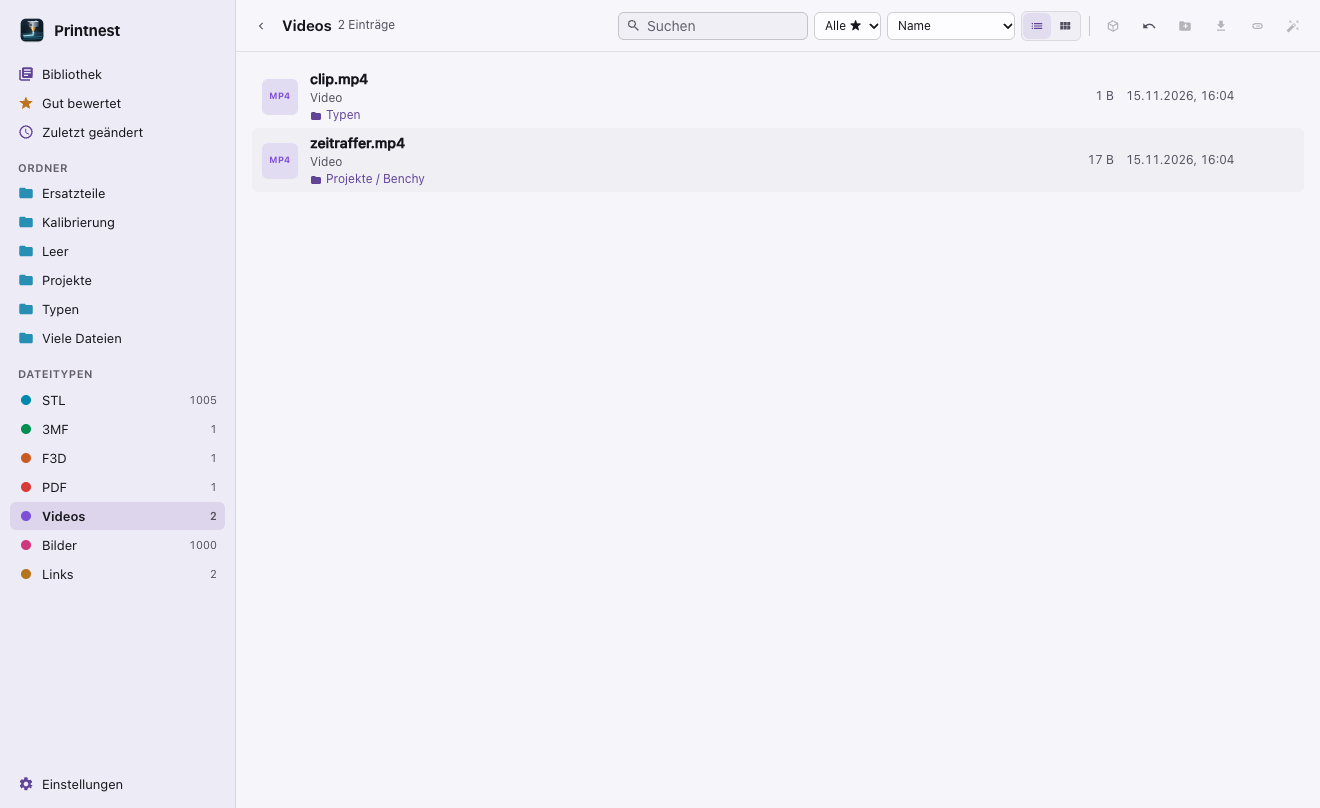 Printnest
Bibliothek
Gut bewertet
Zuletzt geändert
ORDNER
Ersatzteile
Kalibrierung
Leer
Projekte
Typen
Viele Dateien
DATEITYPEN
STL 1005
3MF 1
F3D 1
PDF 1
Videos 2
Bilder 1000
Links 2
Einstellungen
Videos 2 Einträge
Suchen
Alle ★
Name
MP4
clip.mp4
Video
Typen
1 B 15.11.2026, 16:04
MP4
zeitraffer.mp4
Video
Projekte / Benchy
17 B 15.11.2026, 16:04